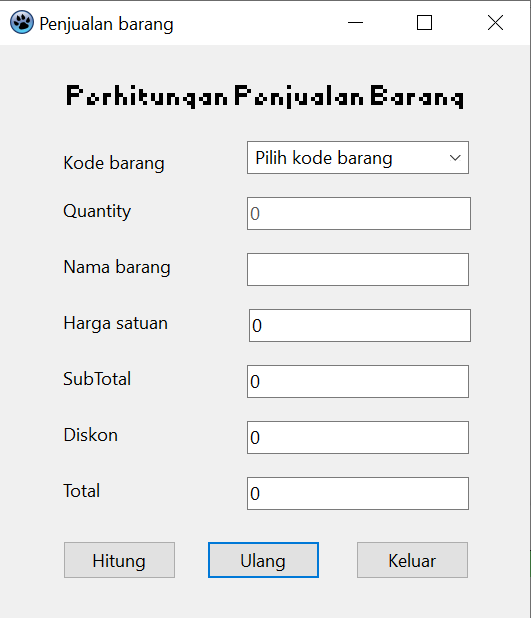 Penjualan barang
Perhitungan Penjualan Barang
Kode barang Pilih kode barang
Quantity 0
Nama barang
Harga satuan 0
SubTotal 0
Diskon 0
Total 0
Hitung Ulang Keluar